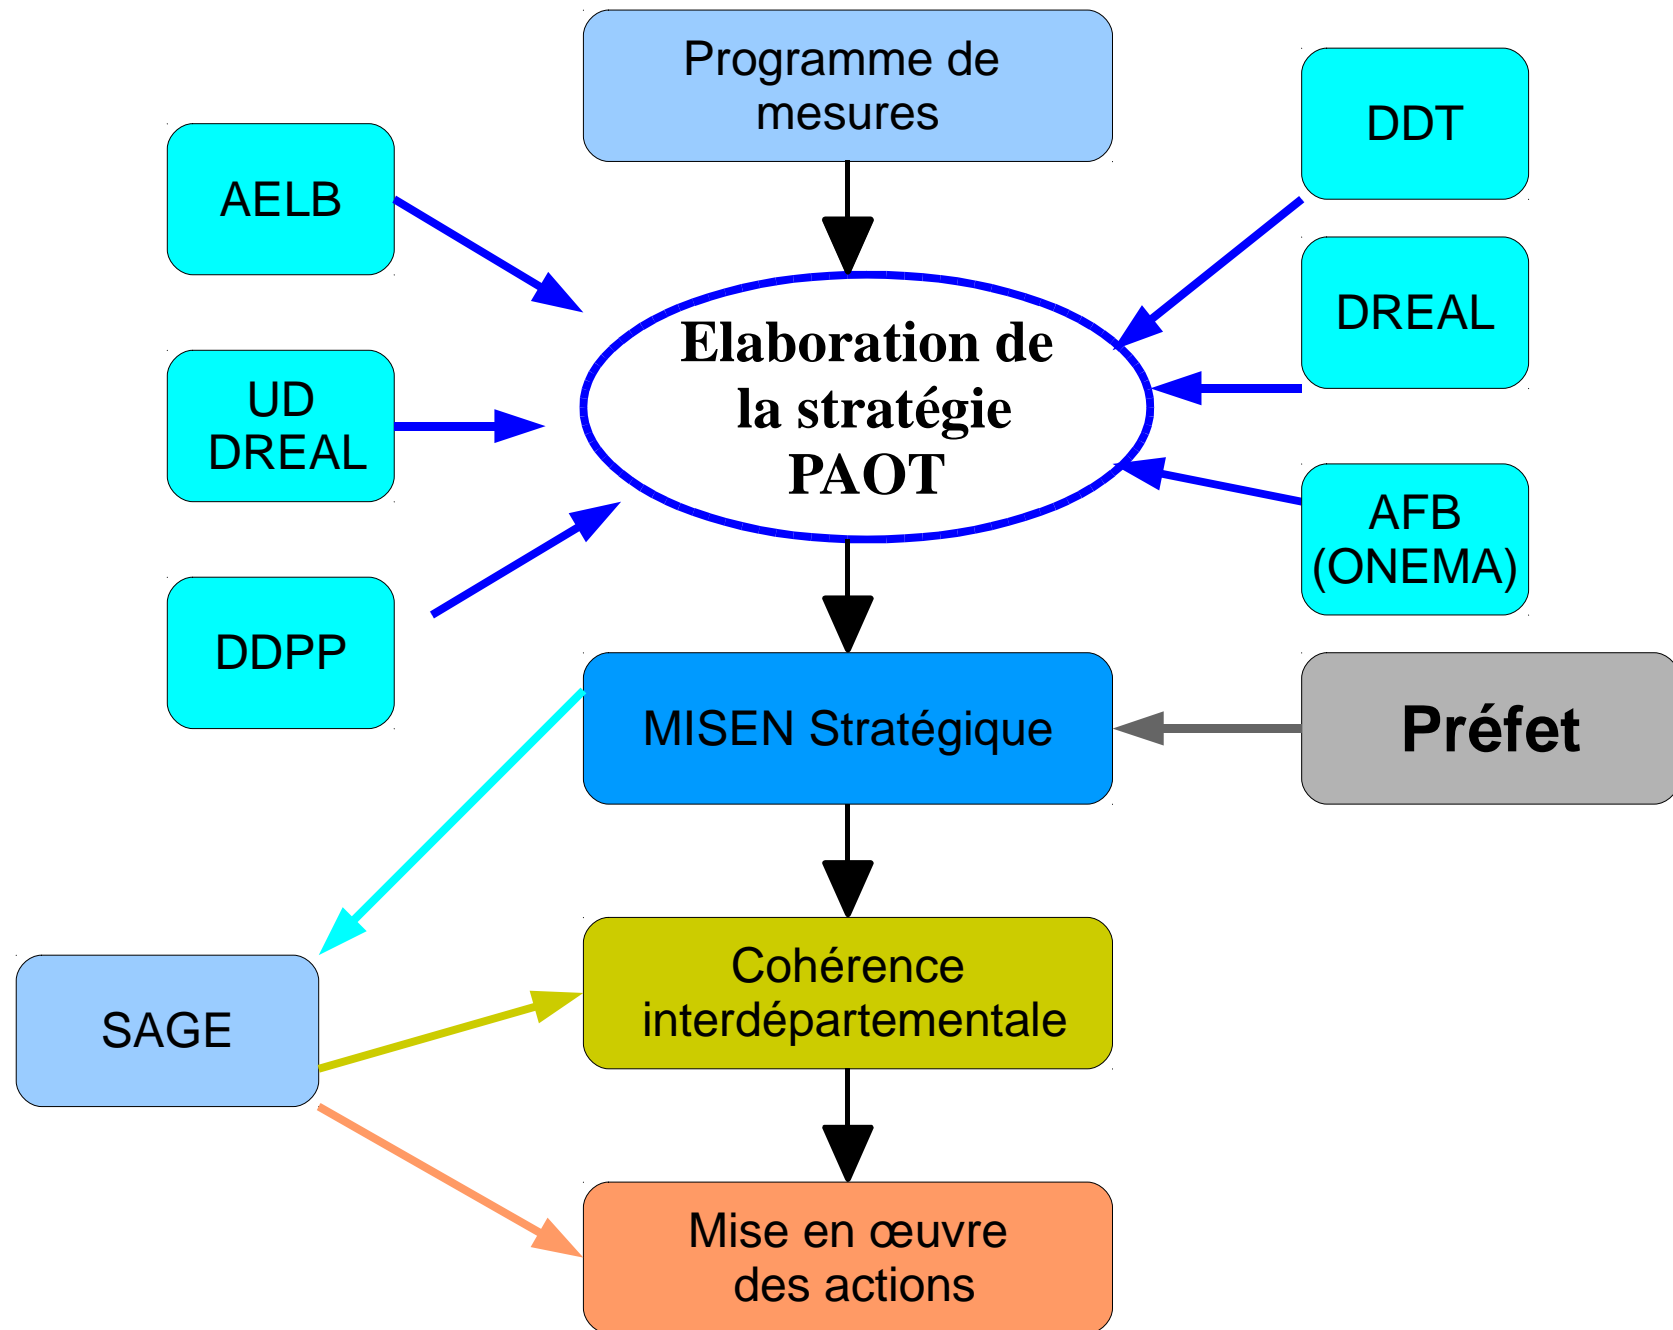 Programme de
mesures
DDT
AELB
DREAL
Elaboration de
la stratégie
PAOT
UD
DREAL
AFB
(ONEMA)
DDPP
MISEN Stratégique
Préfet
Cohérence
interdépartementale
SAGE
Mise en œuvre
des actions